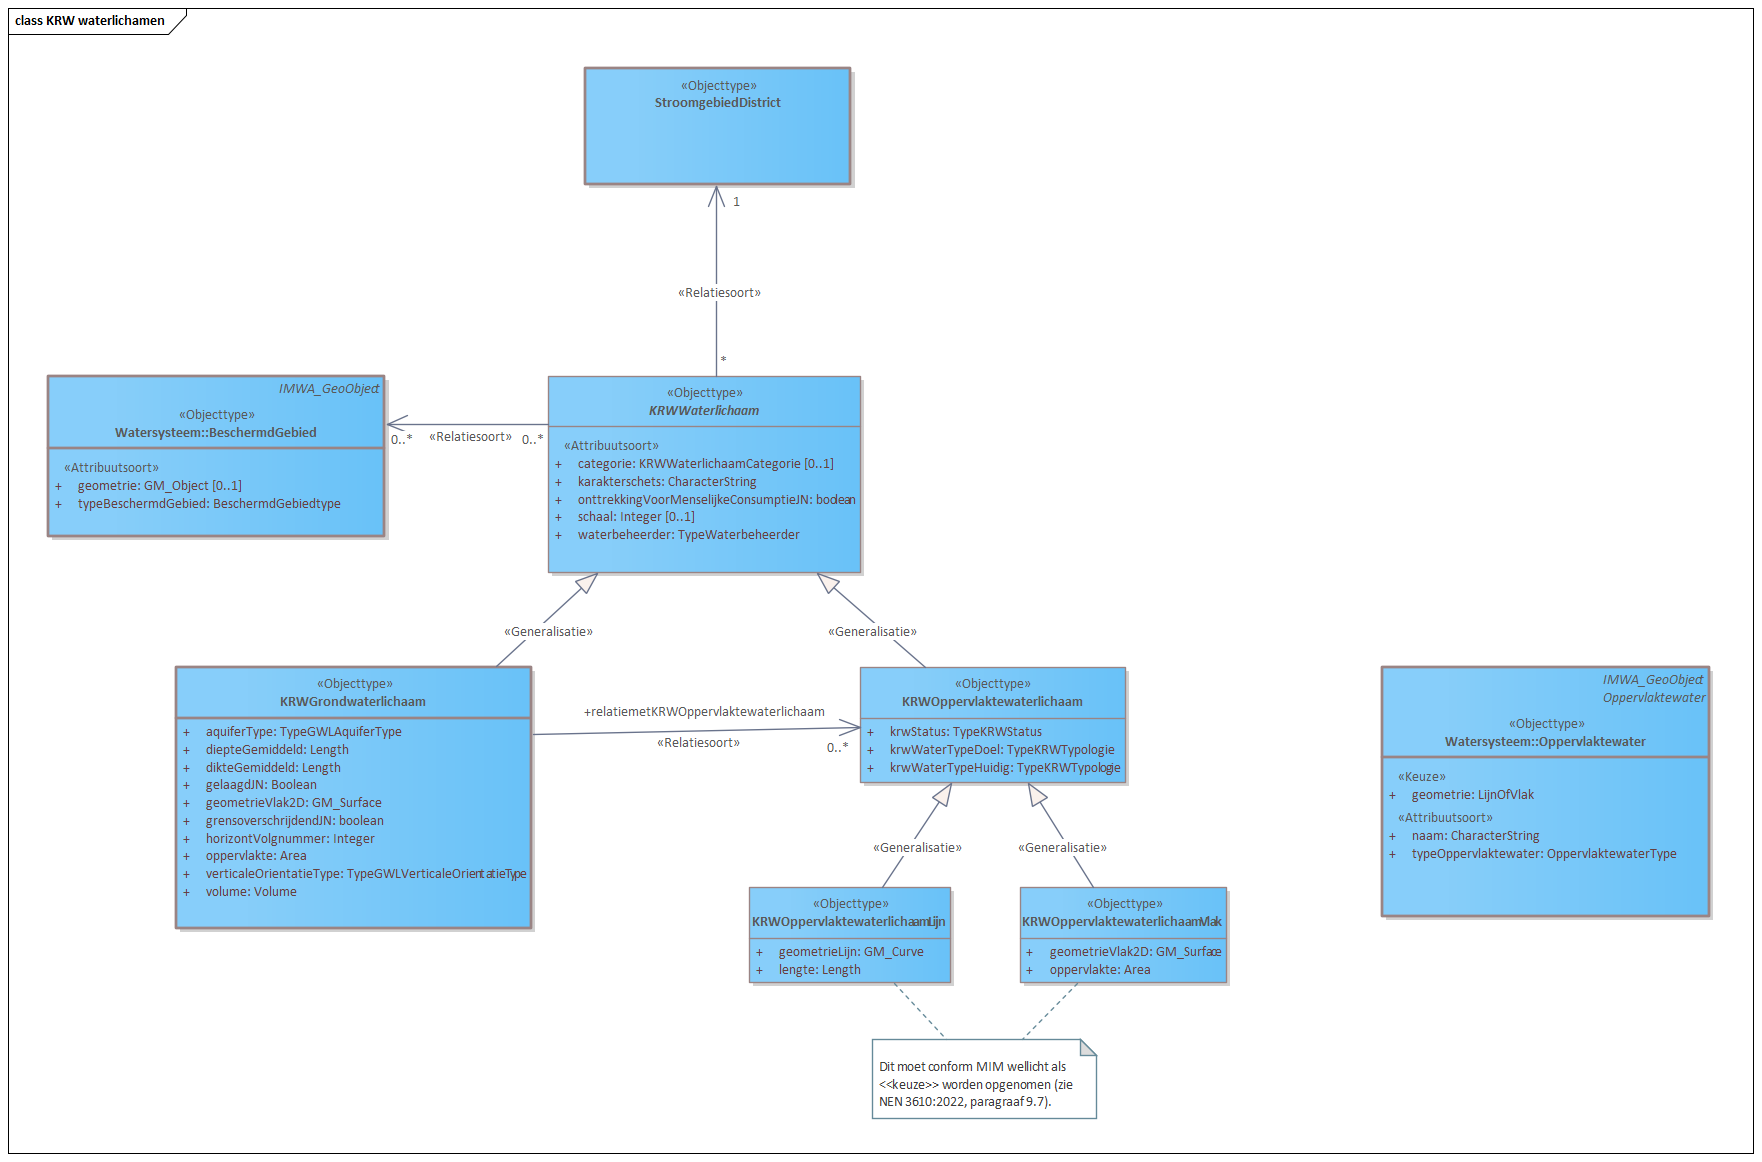 class KRW waterlichamen
«Objecttype»
StroomgebiedDistrict
1
«Relatiesoort»
*
IMWA_GeoObject
«Objecttype»
Watersysteem::BeschermdGebied
«Attribuutsoort»
+ geometrie: GM_Object [0..1]
+ typeBeschermdGebied: BeschermdGebiedtype
0..*
«Relatiesoort»
0..*
«Objecttype»
KRWWaterlichaam
«Attribuutsoort»
+ categorie: KRWWaterlichaamCategorie [0..1]
+ karakterschets: CharacterString
+ onttrekkingVoorMenselijkeConsumptieJN: boolean
+ schaal: Integer [0..1]
+ waterbeheerder: TypeWaterbeheerder
«Generalisatie»
«Generalisatie»
«Objecttype»
KRWGrondwaterlichaam
+ aquiferType: TypeGWLAquiferType
+ diepteGemiddeld: Length
+ dikteGemiddeld: Length
+ gelaagdJN: Boolean
+ geometrieVlak2D: GM_Surface
+ grensoverschrijdendJN: boolean
+ horizontVolgnummer: Integer
+ oppervlakte: Area
+ verticaleOrientatieType: TypeGWLVerticaleOrientatieType
+ volume: Volume
+relatiemetKRWOppervlaktewaterlichaam
«Relatiesoort»
0..*
«Objecttype»
KRWOppervlaktewaterlichaam
+ krwStatus: TypeKRWStatus
+ krwWaterTypeDoel: TypeKRWTypologie
+ krwWaterTypeHuidig: TypeKRWTypologie
IMWA_GeoObject
Oppervlaktewater
«Objecttype»
Watersysteem::Oppervlaktewater
«Keuze»
+ geometrie: LijnOfVlak
«Attribuutsoort»
+ naam: CharacterString
+ typeOppervlaktewater: OppervlaktewaterType
«Generalisatie»
«Generalisatie»
«Objecttype»
KRWOppervlaktewaterlichaamLijn
+ geometrieLijn: GM_Curve
+ lengte: Length
«Objecttype»
KRWOppervlaktewaterlichaamVlak
+ geometrieVlak2D: GM_Surface
+ oppervlakte: Area
Dit moet conform MIM wellicht als
<<keuze>> worden opgenomen (zie
NEN 3610:2022, paragraaf 9.7).